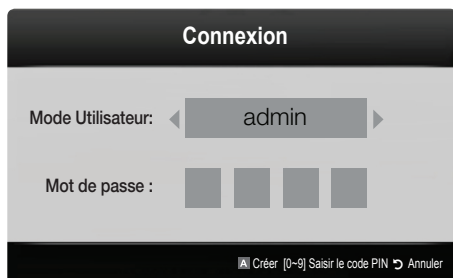 Connexion
Mode Utilisateur: admin
Mot de passe :
A Créer [0~9] Saisir le code PIN Annuler